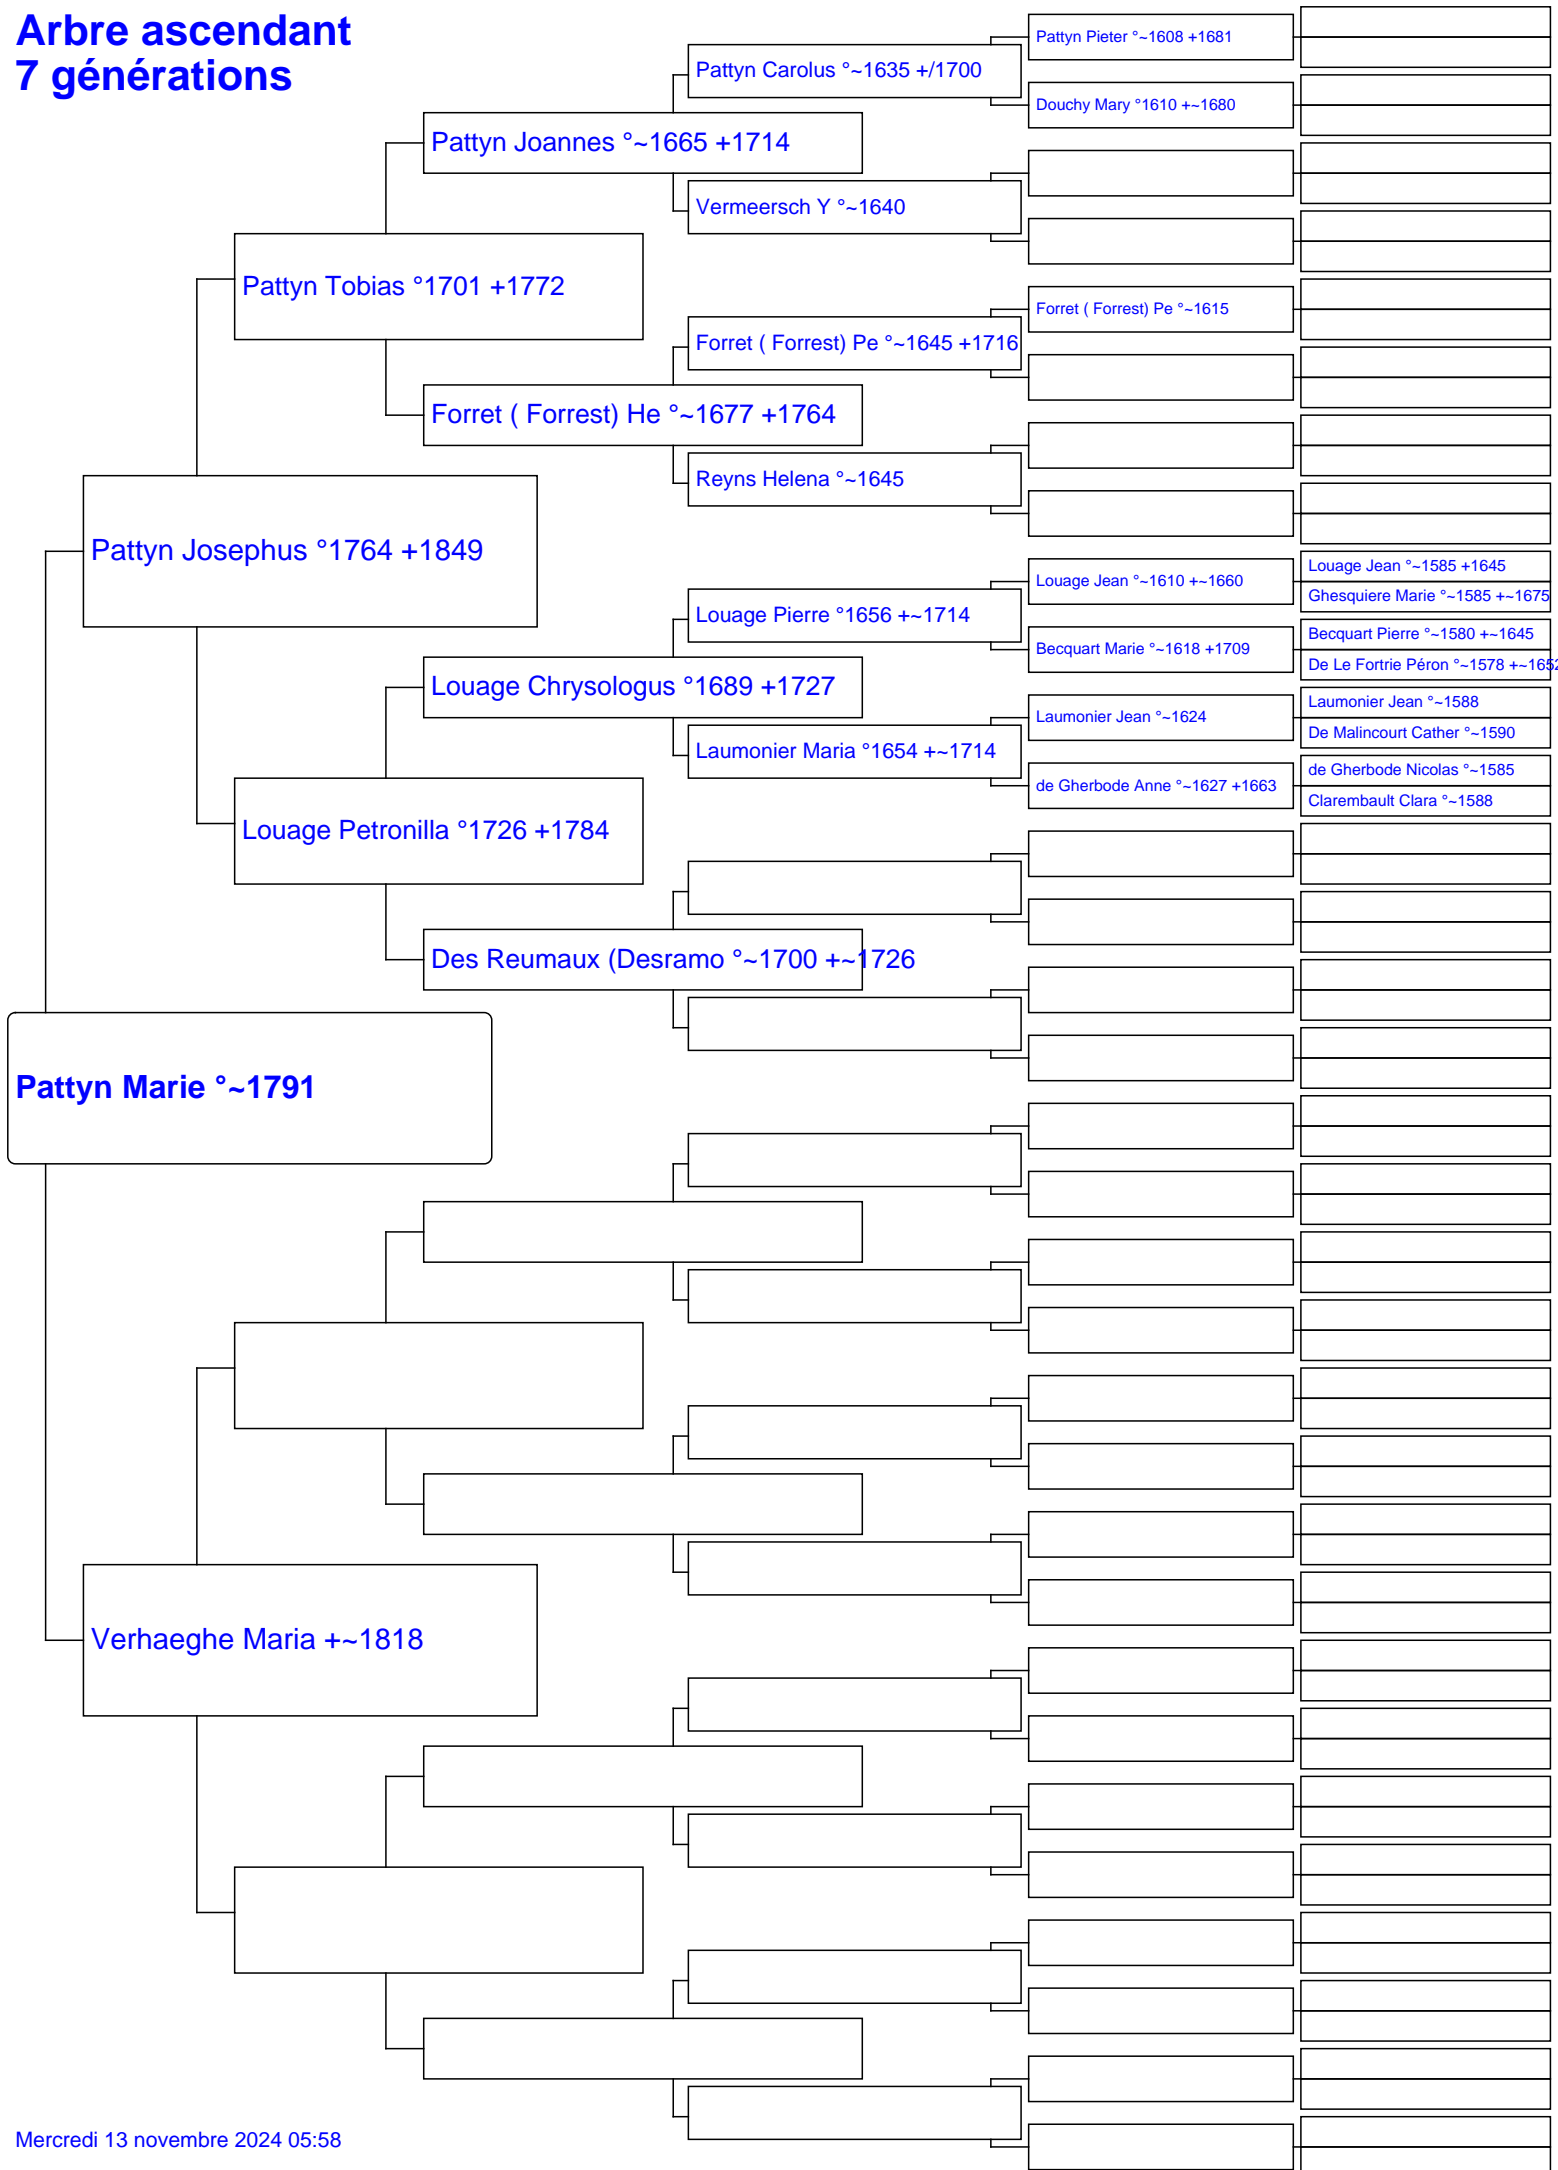 Arbre ascendant
7 générations
Pattyn Pieter °~1608 +1681
Pattyn Carolus °~1635 +/1700
Douchy Mary °1610 +~1680
Pattyn Joannes °~1665 +1714
Vermeersch Y °~1640
Pattyn Tobias °1701 +1772
Forret ( Forrest) Pe °~1615
Forret ( Forrest) Pe °~1645 +1716
Forret ( Forrest) He °~1677 +1764
Reyns Helena °~1645
Pattyn Josephus °1764 +1849
Louage Jean °~1585 +1645
Louage Jean °~1610 +~1660
Ghesquiere Marie °~1585 +~1675
Louage Pierre °1656 +~1714
Becquart Pierre °~1580 +~1645
Becquart Marie °~1618 +1709
De Le Fortrie Péron °~1578 +~1652
Louage Chrysologus °1689 +1727
Laumonier Jean °~1588
Laumonier Jean °~1624
De Malincourt Cather °~1590
Laumonier Maria °1654 +~1714
de Gherbode Nicolas °~1585
de Gherbode Anne °~1627 +1663
Clarembault Clara °~1588
Louage Petronilla °1726 +1784
Des Reumaux (Desramo °~1700 +~1726
Pattyn Marie °~1791
Verhaeghe Maria +~1818
Mercredi 13 novembre 2024 05:58